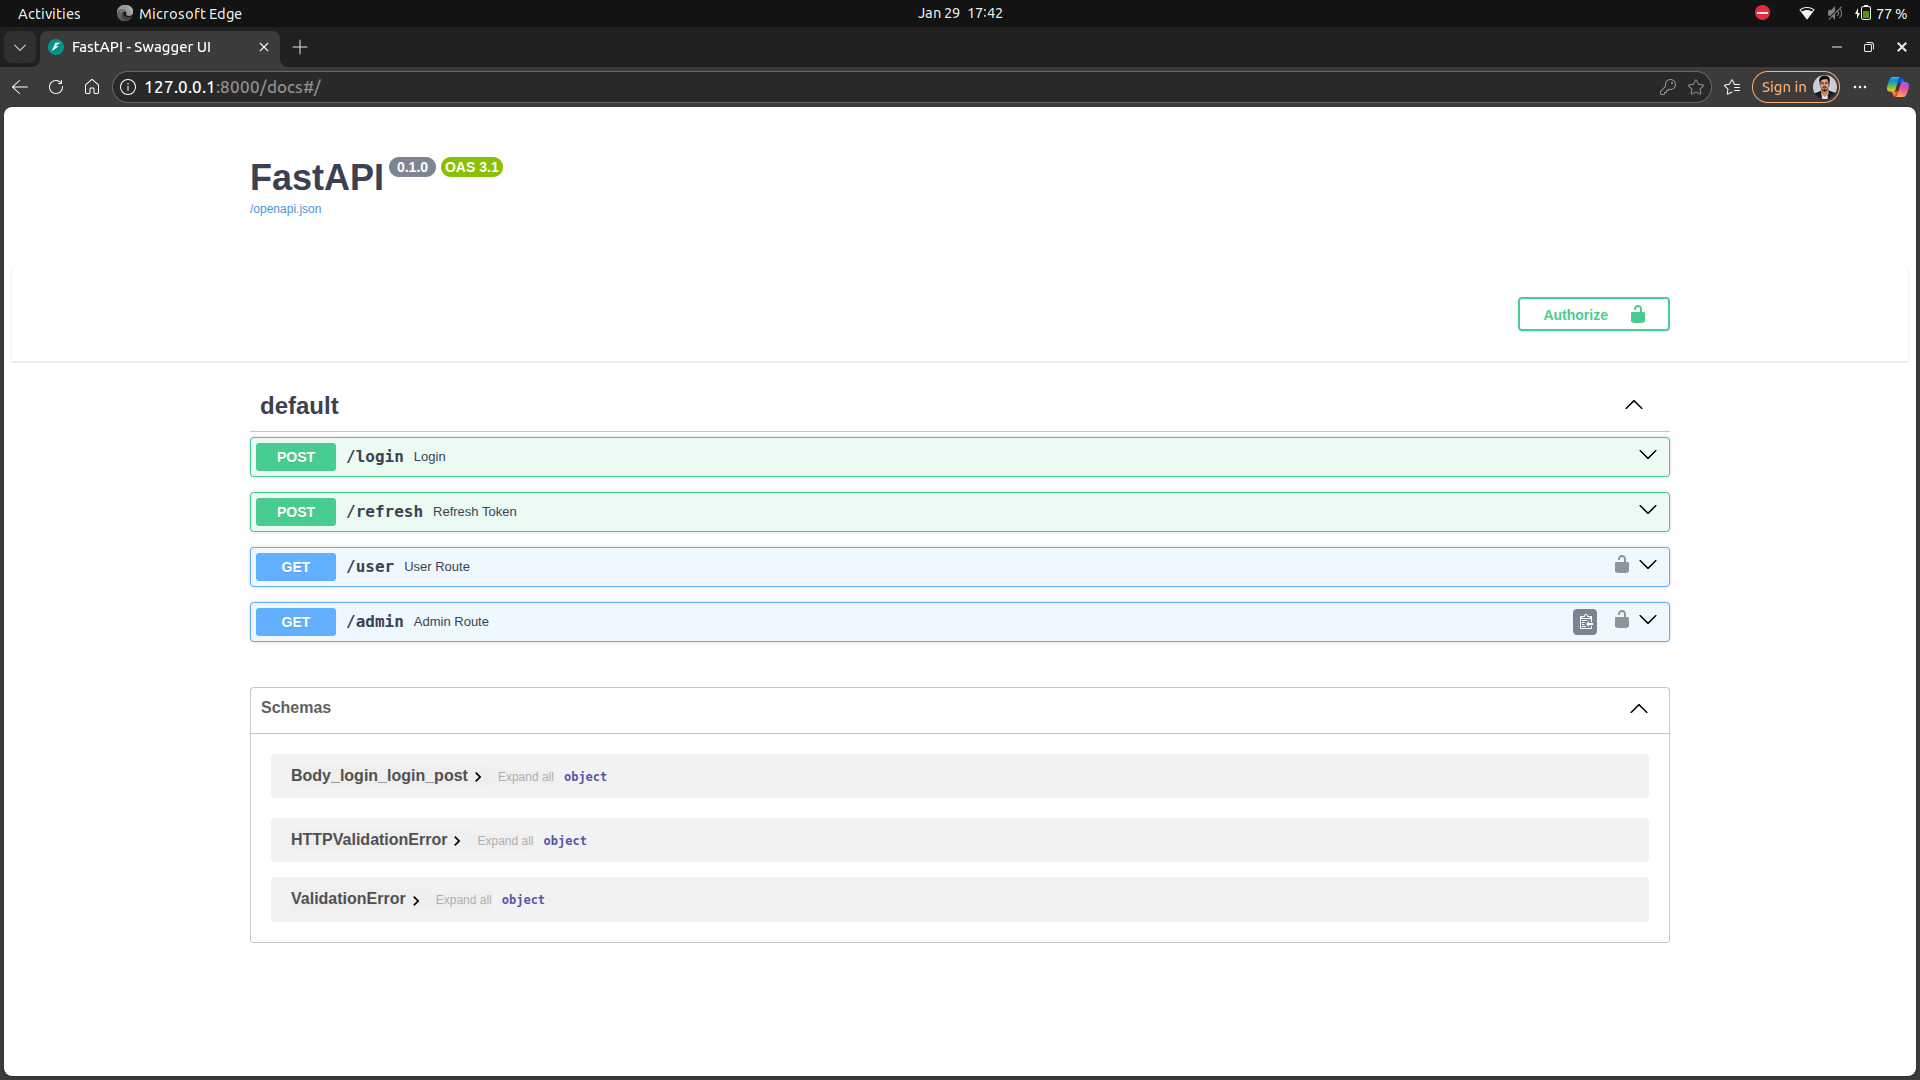 Activities Microsoft Edge Jan 29 17:42 77 %
FastAPI - Swagger UI
127.0.0.1:8000/docs#/ Sign in
FastAPI 0.1.0 OAS 3.1
/openapi.json
Authorize
default
POST /login Login
POST /refresh Refresh Token
GET /user User Route
GET /admin Admin Route
Schemas
Body_login_login_post Expand all object
HTTPValidationError Expand all object
ValidationError Expand all object